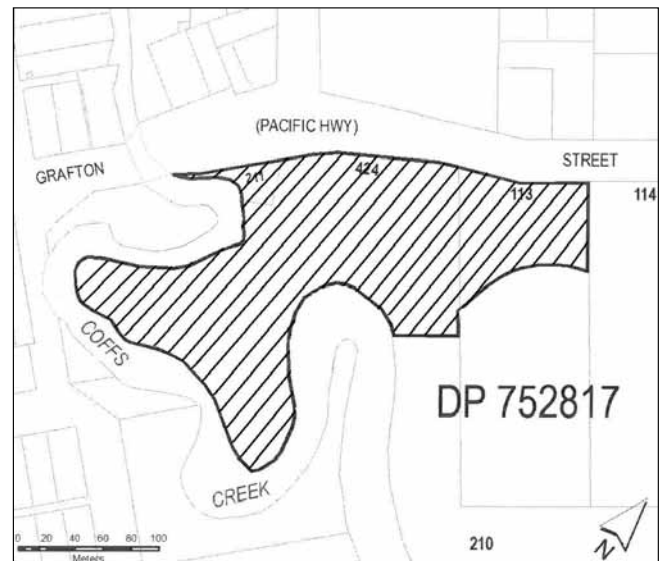 (PACIFIC HWY)
GRAFTON
STREET
211
424
113
114
COFFS
DP 752817
CREEK
210
0 20 40 60 80 100
Meters
N